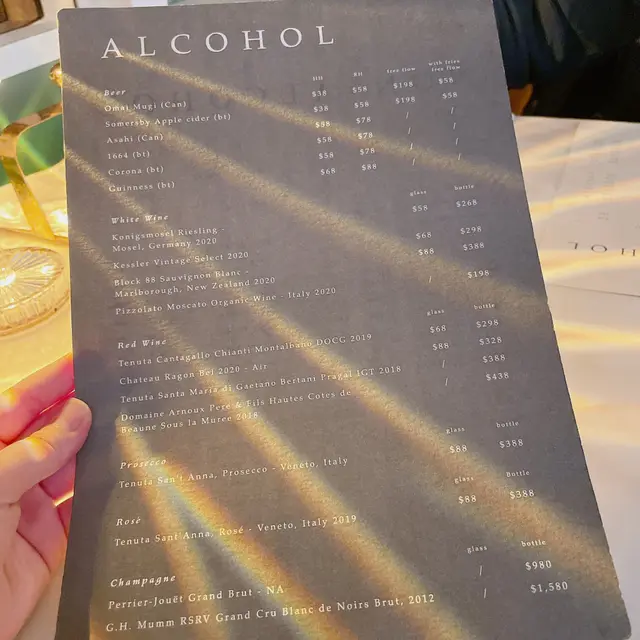 ALCOHOL
free flow with fries free flow
Beer
Omai Mugi (Can) $38 $58 $198 $58
Somersby Apple cider (bt) $38 $58 $198 $58
Asahi (Can) $88 $78 / /
1664 (bt) $58 $78 / /
Corona (bt) $58 $78 / /
Guinness (bt) $68 $88
glass bottle
White Wine
Konigsmosel Riesling - $58 $268
Mosel, Germany 2020
Kessler Vintage Select 2020 $68 $298
Block 88 Sauvignon Blanc - $88 $388
Marlborough, New Zealand 2020
Pizzolato Moscato Organic Wine - Italy 2020 / $198
glass bottle
Red Wine
Tenuta Cantagallo Chianti Montalbano DOCG 2019 $68 $298
Chateau Ragon Bei 2020 - Air $88 $328
Tenuta Santa Maria di Gaetano Bertani Pragal IGT 2018 / $388
Domaine Arnoux Pere & Fils Hautes Cotes de / $438
Beaune Sous la Muree 2018
glass bottle
Prosecco
Tenuta San't Anna, Prosecco - Veneto, Italy $88 $388
glass Bottle
Rosé
Tenuta Sant'Anna, Rosé - Veneto, Italy 2019 $88 $388
glass bottle
Champagne
Perrier-Jouët Grand Brut - NA / $980
G.H. Mumm RSRV Grand Cru Blanc de Noirs Brut, 2012 / $1,580